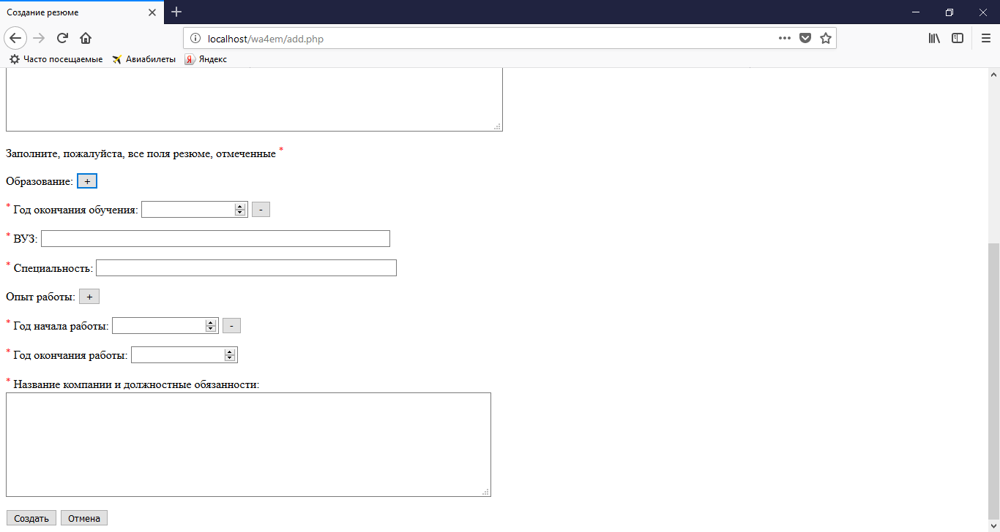 Создание резюме
localhost/wa4em/add.php
Часто посещаемые Авиабилеты Яндекс
Заполните, пожалуйста, все поля резюме, отмеченные *
Образование: +
* Год окончания обучения: -
* ВУЗ:
* Специальность:
Опыт работы: +
* Год начала работы: -
* Год окончания работы:
* Название компании и должностные обязанности:
Создать Отмена